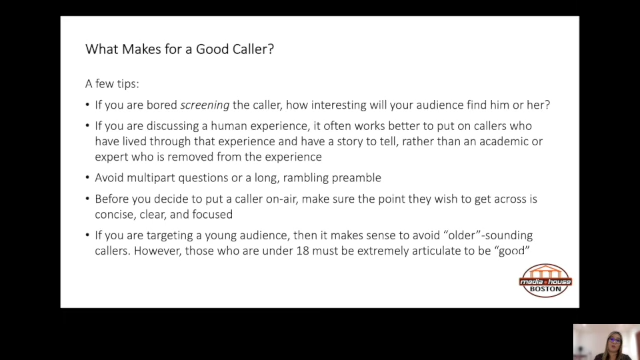 What Makes for a Good Caller?
A few tips:
• If you are bored screening the caller, how interesting will your audience find him or her?
• If you are discussing a human experience, it often works better to put on callers who
have lived through that experience and have a story to tell, rather than an academic or
expert who is removed from the experience
• Avoid multipart questions or a long, rambling preamble
• Before you decide to put a caller on-air, make sure the point they wish to get across is
concise, clear, and focused
• If you are targeting a young audience, then it makes sense to avoid “older”-sounding
callers. However, those who are under 18 must be extremely articulate to be “good”
media house
BOSTON